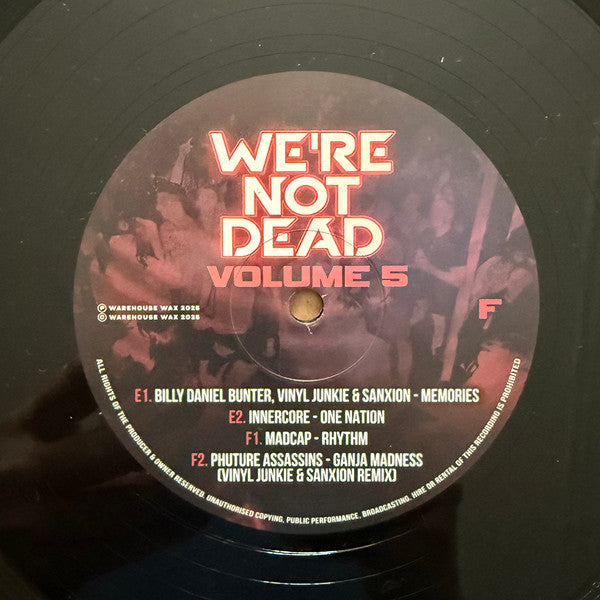 WE'RE
NOT
DEAD
VOLUME 5
Ⓟ WAREHOUSE WAX 2025
© WAREHOUSE WAX 2025
F
E1. BILLY DANIEL BUNTER, VINYL JUNKIE & SANXION - MEMORIES
E2. INNERCORE - ONE NATION
F1. MADCAP - RHYTHM
F2. PHUTURE ASSASSINS - GANJA MADNESS
(VINYL JUNKIE & SANXION REMIX)
ALL RIGHTS OF THE PRODUCER & OWNER RESERVED. UNAUTHORISED COPYING, PUBLIC PERFORMANCE, BROADCASTING. HIRE OR RENTAL OF THIS RECORDING IS PROHIBITED